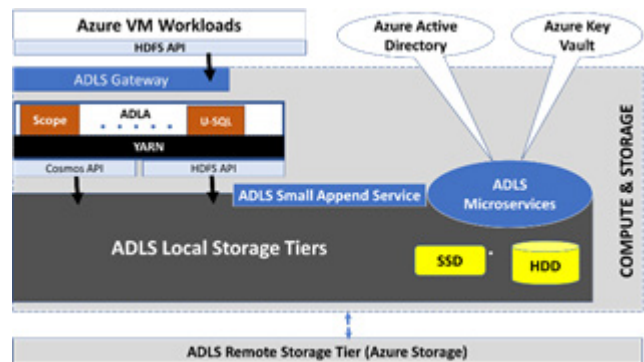 Azure VM Workloads
HDFS API
Azure Active
Directory
Azure Key
Vault
ADLS Gateway
Scope
ADLA
U-SQL
YARN
Cosmos API
HDFS API
ADLS Small Append Service
ADLS
Microservices
ADLS Local Storage Tiers
SSD
HDD
COMPUTE & STORAGE
ADLS Remote Storage Tier (Azure Storage)